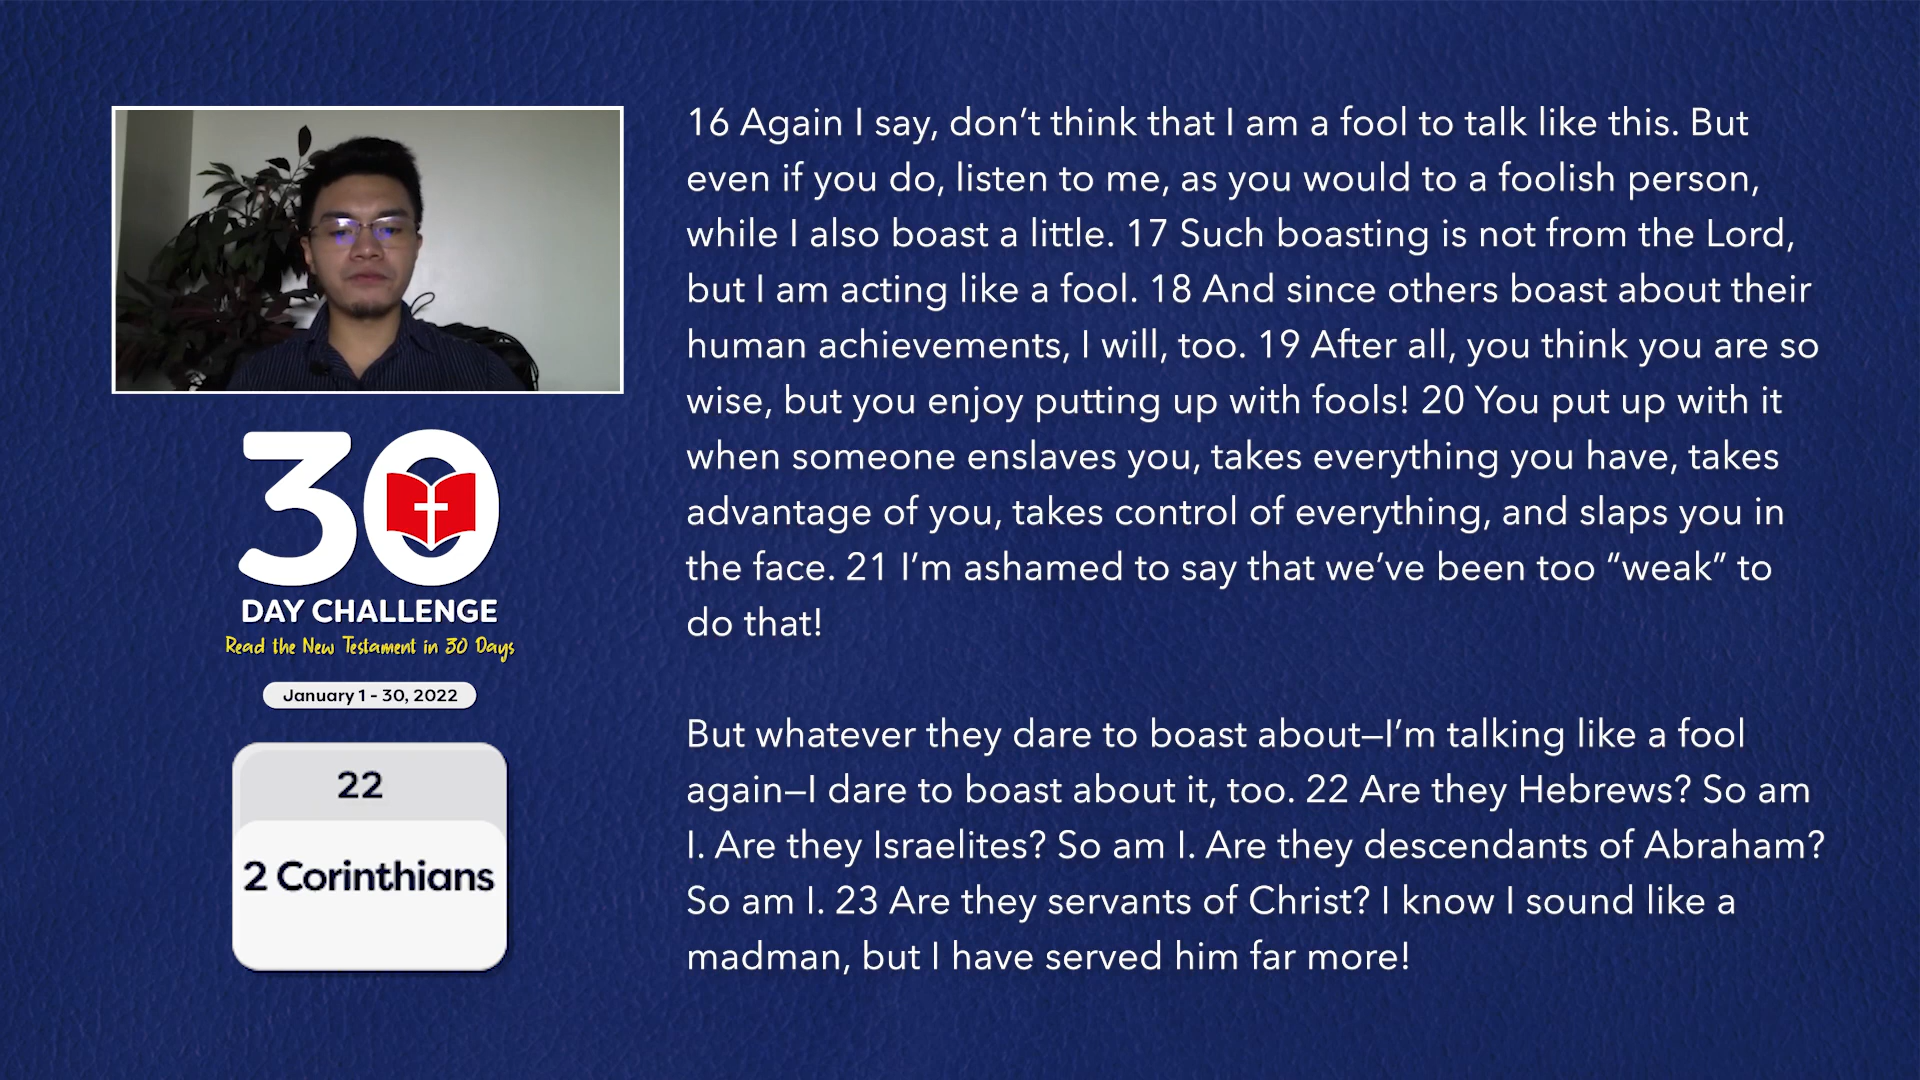 30
DAY CHALLENGE
Read the New Testament in 30 Days
January 1 - 30, 2022
22
2 Corinthians
16 Again I say, don’t think that I am a fool to talk like this. But
even if you do, listen to me, as you would to a foolish person,
while I also boast a little. 17 Such boasting is not from the Lord,
but I am acting like a fool. 18 And since others boast about their
human achievements, I will, too. 19 After all, you think you are so
wise, but you enjoy putting up with fools! 20 You put up with it
when someone enslaves you, takes everything you have, takes
advantage of you, takes control of everything, and slaps you in
the face. 21 I’m ashamed to say that we’ve been too “weak” to
do that!
But whatever they dare to boast about—I’m talking like a fool
again—I dare to boast about it, too. 22 Are they Hebrews? So am
I. Are they Israelites? So am I. Are they descendants of Abraham?
So am I. 23 Are they servants of Christ? I know I sound like a
madman, but I have served him far more!